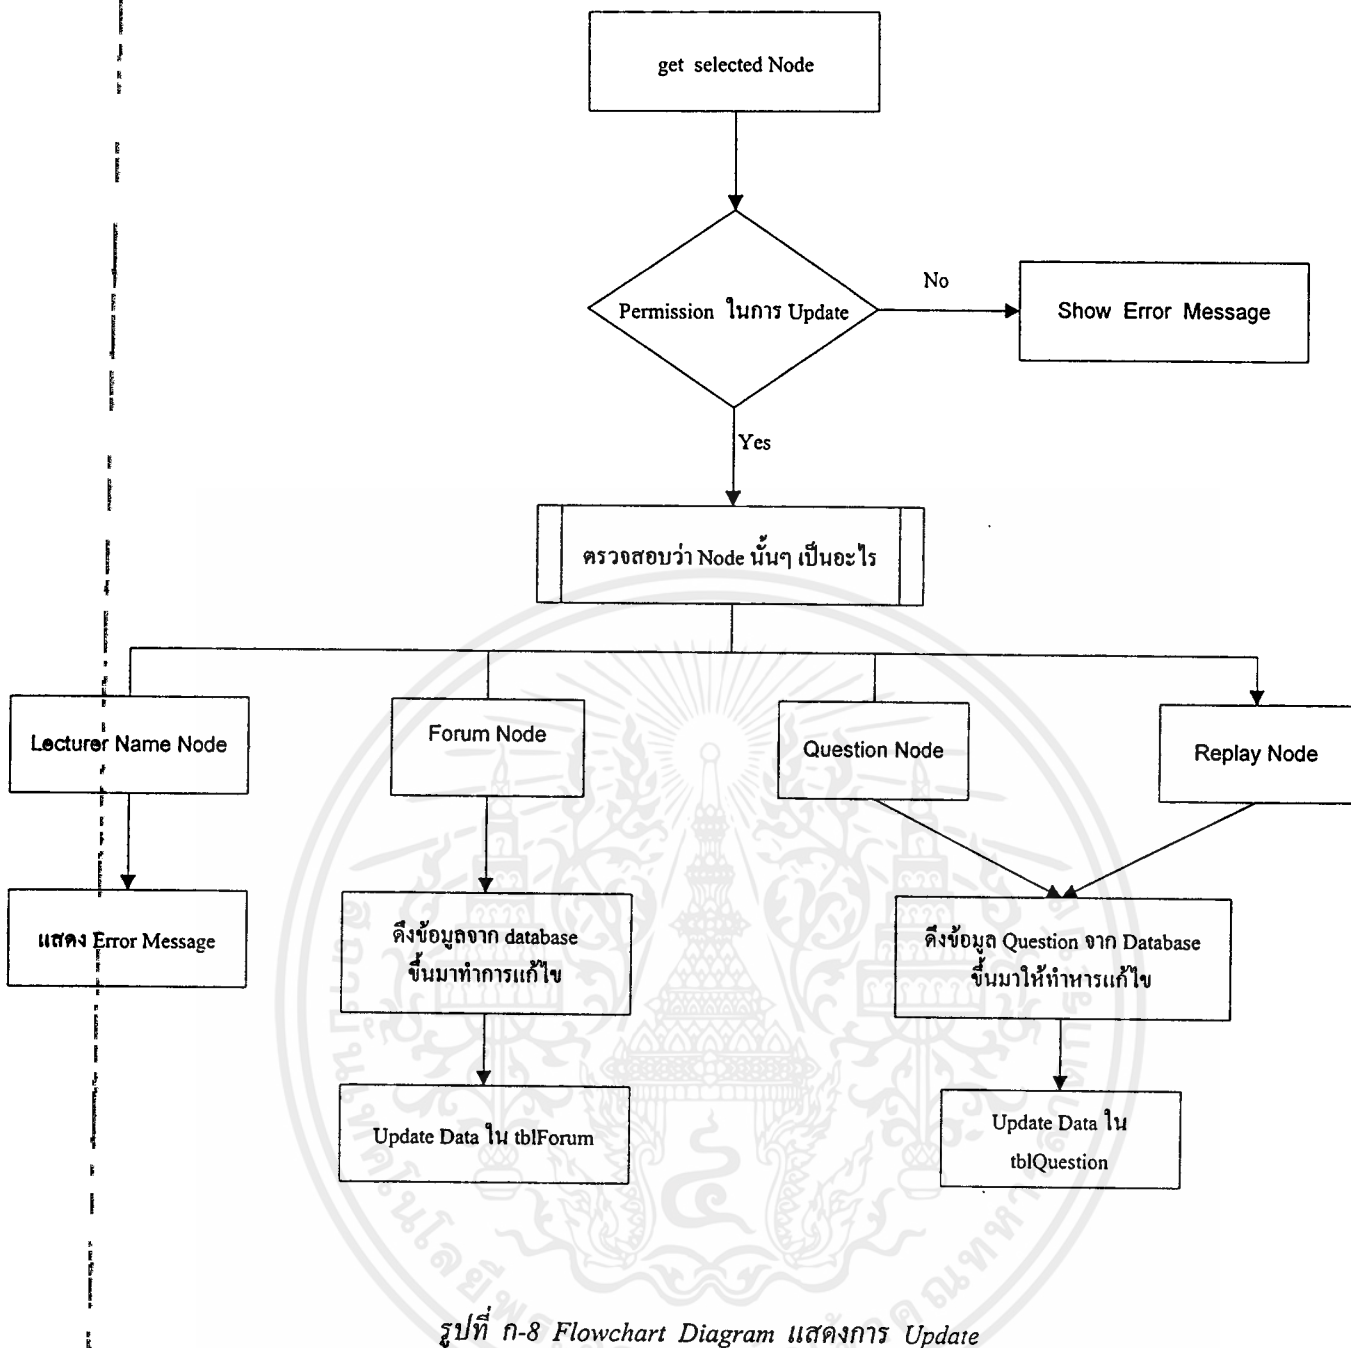 get selected Node
Permission ในการ Update
No
Show Error Message
Yes
ตรวจสอบว่า Node นั้นๆ เป็นอะไร
Lecturer Name Node
Forum Node
Question Node
Replay Node
แสดง Error Message
ดึงข้อมูลจาก database
ขึ้นมาทำการแก้ไข
ดึงข้อมูล Question จาก Database
ขึ้นมาให้ทำหารแก้ไข
Update Data ใน tblForum
Update Data ใน
tblQuestion
รูปที่ ก-8 Flowchart Diagram แสดงการ Update